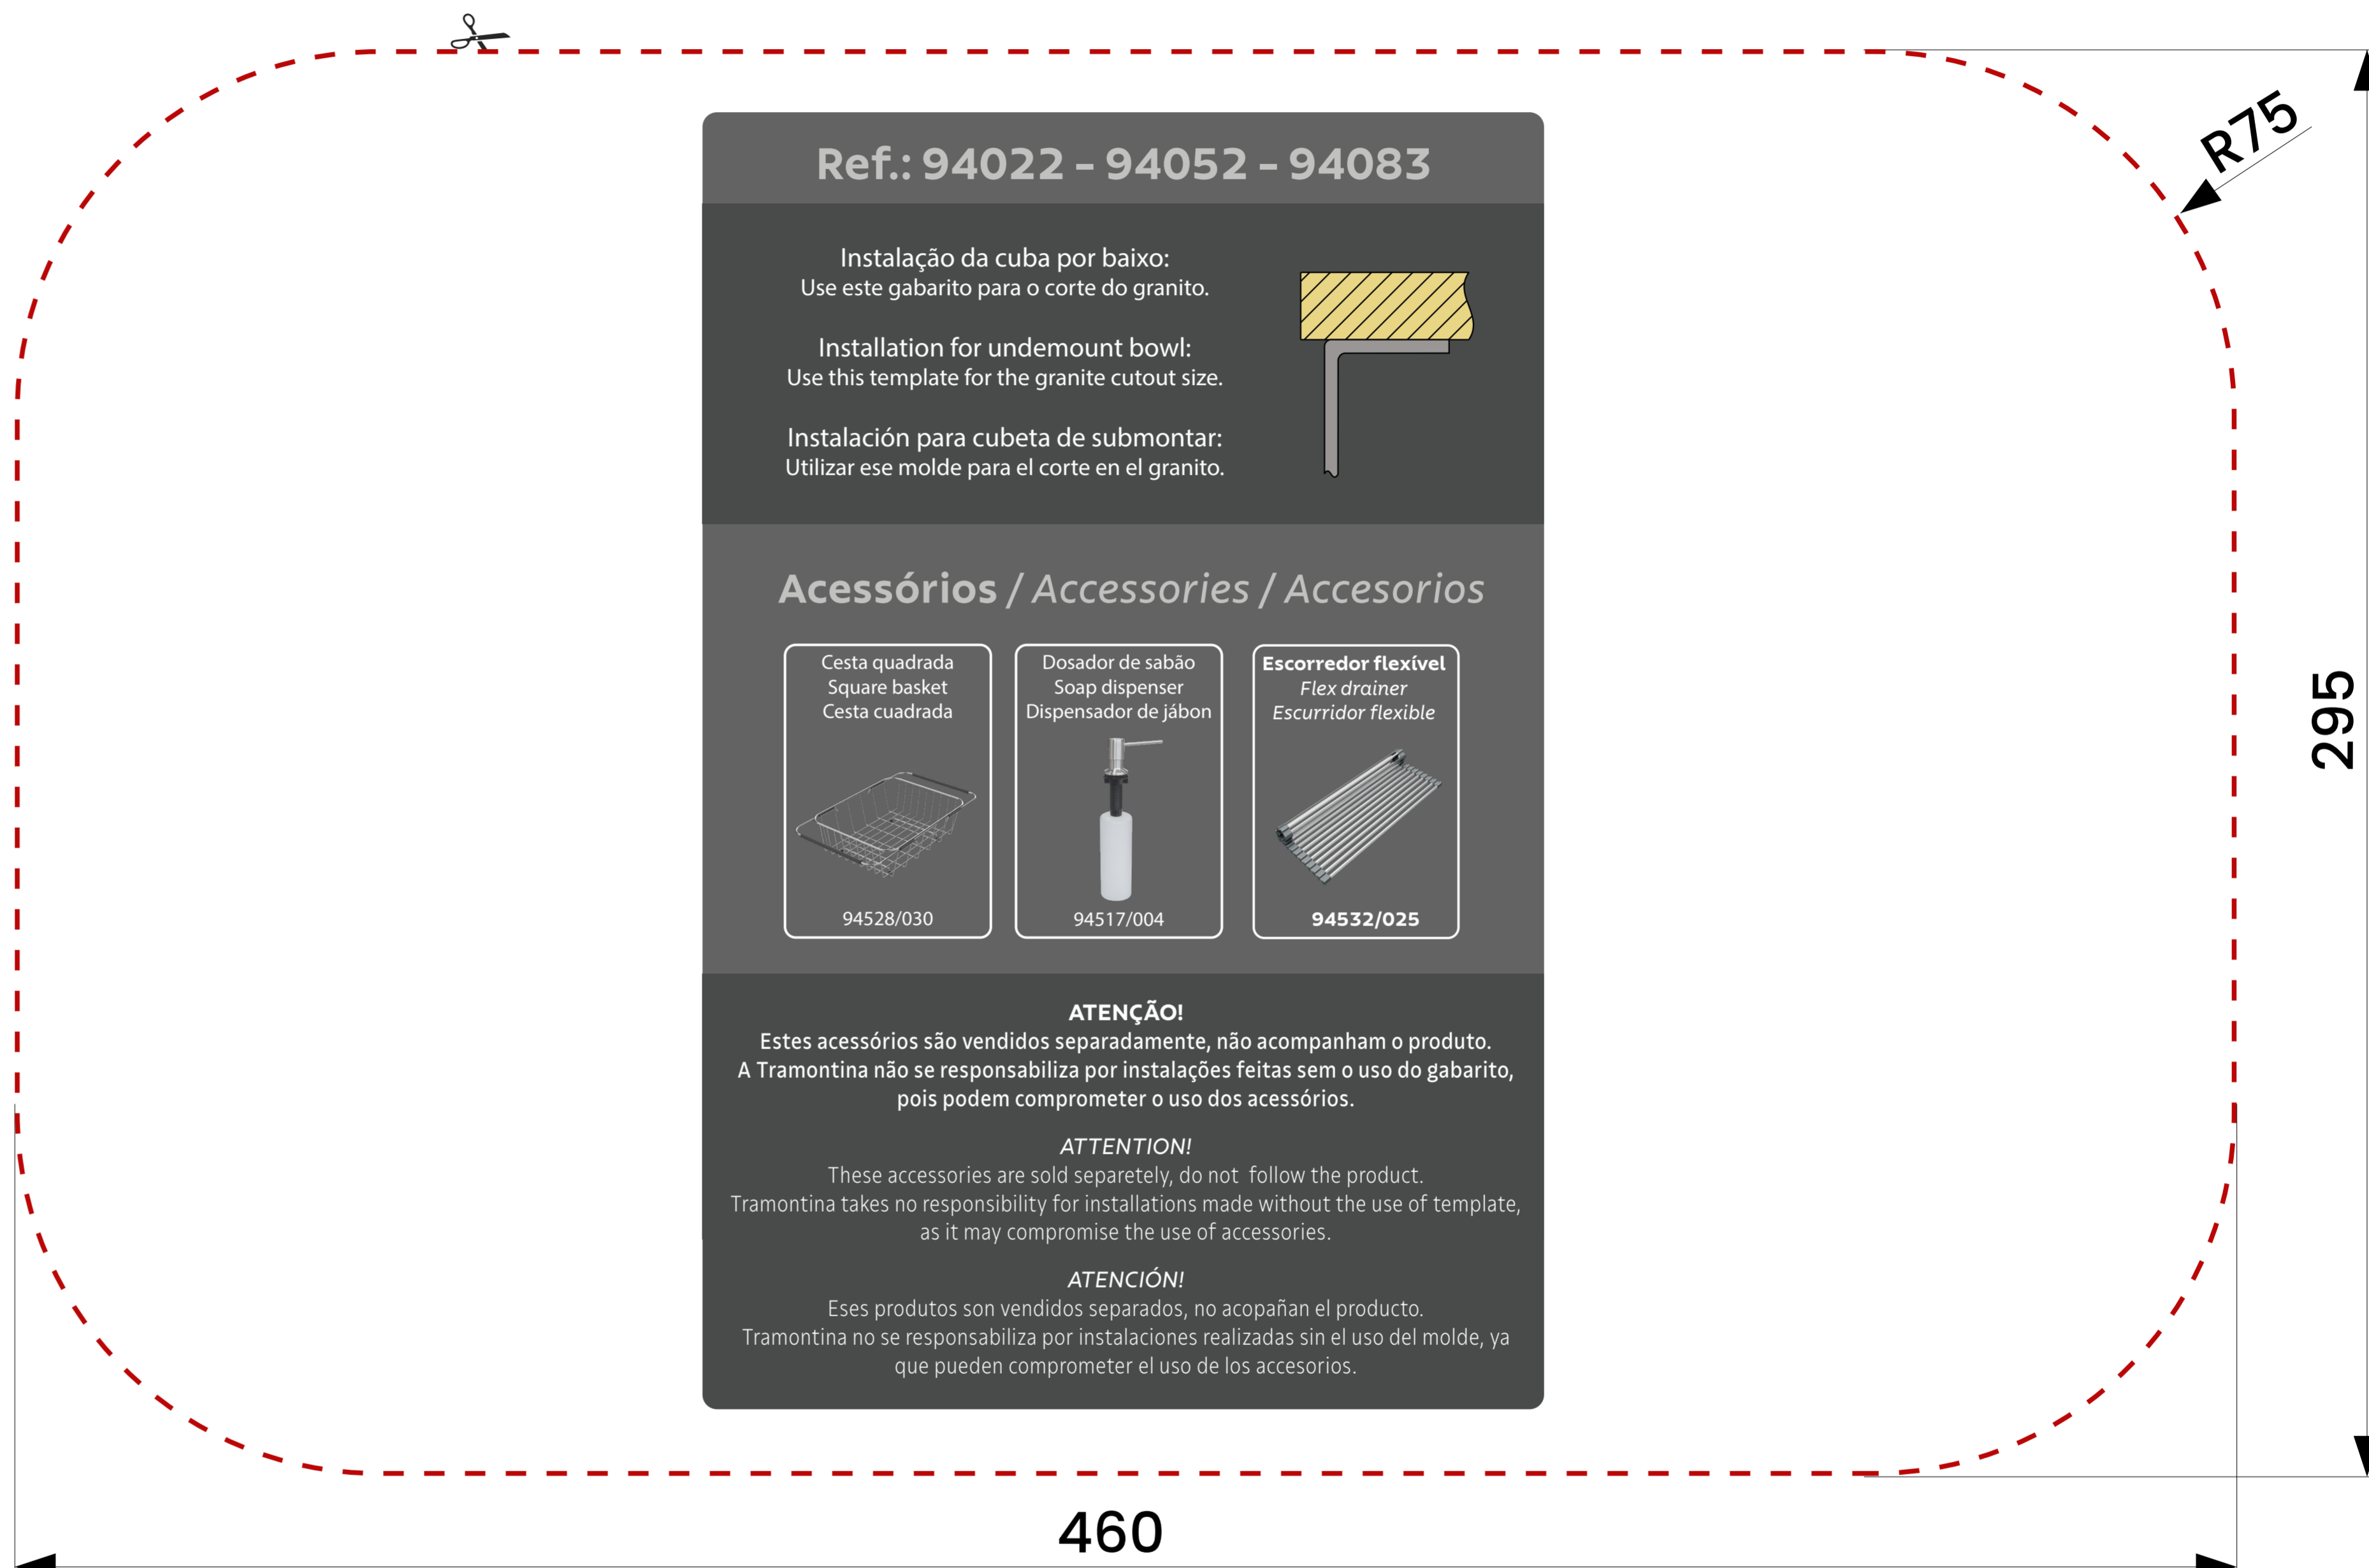 R75
Ref.: 94022 - 94052 - 94083
Instalação da cuba por baixo:
Use este gabarito para o corte do granito.
Installation for undemount bowl:
Use this template for the granite cutout size.
Instalación para cubeta de submontar:
Utilizar ese molde para el corte en el granito.
Acessórios / Accessories / Accesorios
Cesta quadrada
Square basket
Cesta cuadrada
94528/030
Dosador de sabão
Soap dispenser
Dispensador de jábon
94517/004
Escorredor flexível
Flex drainer
Escurridor flexible
94532/025
295
ATENÇÃO!
Estes acessórios são vendidos separadamente, não acompanham o produto.
A Tramontina não se responsabiliza por instalações feitas sem o uso do gabarito,
pois podem comprometer o uso dos acessórios.
ATTENTION!
These accessories are sold separetely, do not follow the product.
Tramontina takes no responsibility for installations made without the use of template,
as it may compromise the use of accessories.
ATENCIÓN!
Eses produtos son vendidos separados, no acopañan el producto.
Tramontina no se responsabiliza por instalaciones realizadas sin el uso del molde, ya
que pueden comprometer el uso de los accesorios.
460